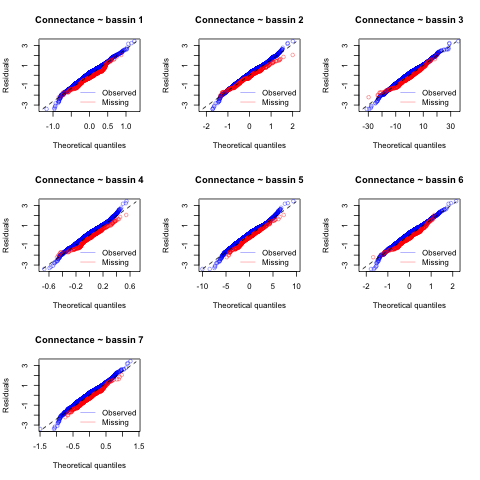 Connectance ~ bassin 1
Connectance ~ bassin 2
Connectance ~ bassin 3
Residuals
3
1
-1
-3
Observed
Missing
-1.0
0.0
0.5
1.0
Theoretical quantiles
Residuals
3
1
-1
-3
Observed
Missing
-2
-1
0
1
2
Theoretical quantiles
Residuals
3
1
-1
-3
Observed
Missing
-30
-10
10
30
Theoretical quantiles
Connectance ~ bassin 4
Connectance ~ bassin 5
Connectance ~ bassin 6
Residuals
3
1
-1
-3
Observed
Missing
-0.6
-0.2
0.2
0.6
Theoretical quantiles
Residuals
3
1
-1
-3
Observed
Missing
-10
-5
0
5
10
Theoretical quantiles
Residuals
3
1
-1
-3
Observed
Missing
-2
-1
0
1
2
Theoretical quantiles
Connectance ~ bassin 7
Residuals
3
1
-1
-3
Observed
Missing
-1.5
-0.5
0.5
1.5
Theoretical quantiles